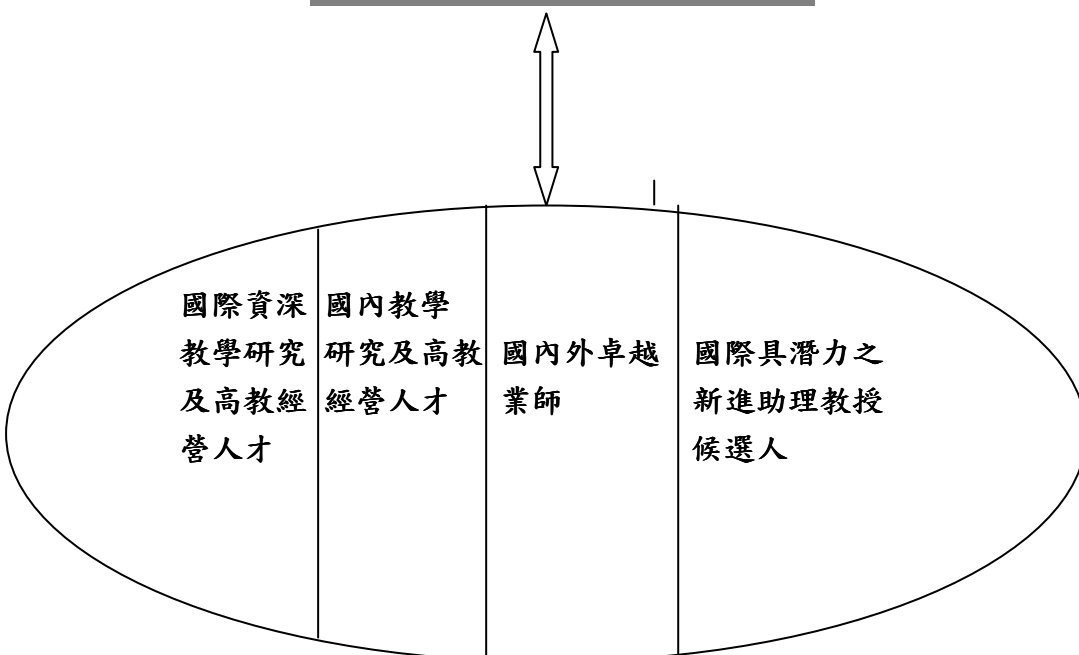 國際資深
教學研究
及高教經
營人才
國內教學
研究及高教
經營人才
國內外卓越
業師
國際具潛力之
新進助理教授
候選人